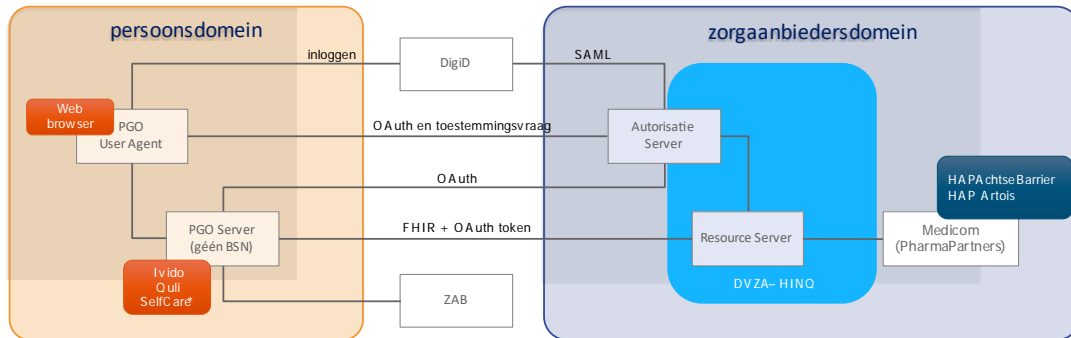 persoonsdomein
zorgaanbiedersdomein
inloggen
DigiD
SAML
Web
browser
PGO
User Agent
OAuth en toestemmingsvraag
Autorisatie
Server
OAuth
HAPAchtseBarrier
HAP Artois
PGO Server
(géén BSN)
FHIR + OAuth token
Resource Server
Medicom
(PharmaPartners)
Ivido
Quli
SelfCare*
ZAB
DVZA–HINQ